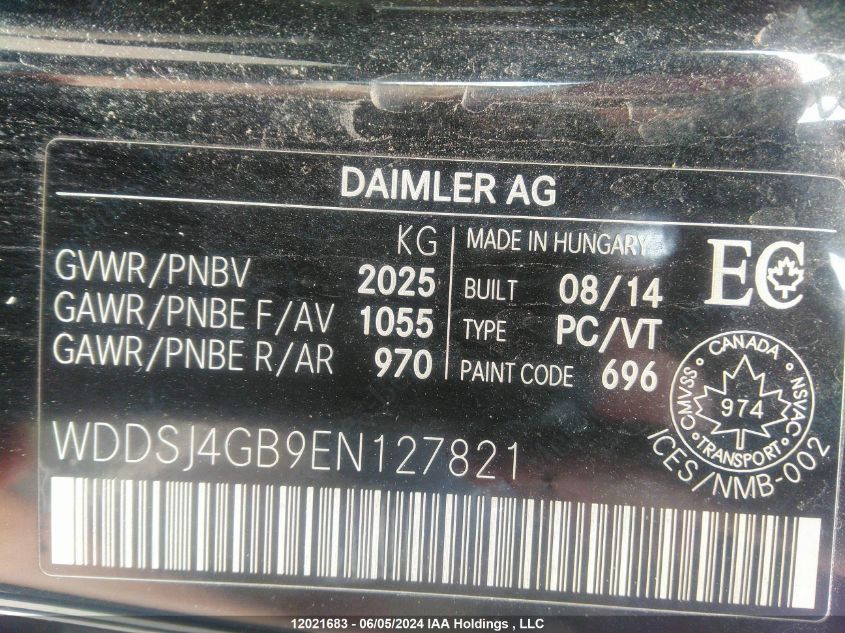 DAIMLER AG
KG
GVWR/PNBV 2025
GAWR/PNBE F/AV 1055
GAWR/PNBE R/AR 970
MADE IN HUNGARY
BUILT 08/14
TYPE PC/VT
PAINT CODE 696
EC
CANADA
CMVSS
974
NSVAC
TRANSPORT
ICES/NMB-002
WDDSJ4GB9EN127821
12021683 - 06/05/2024 IAA Holdings , LLC